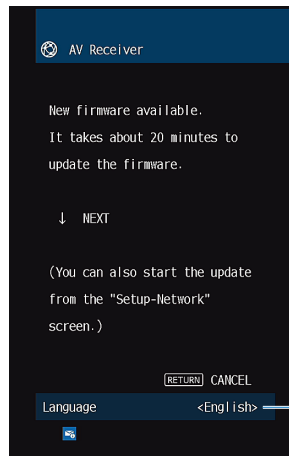 AV Receiver
New firmware available.
It takes about 20 minutes to
update the firmware.
↓ NEXT
(You can also start the update
from the "Setup-Network"
screen.)
RETURN CANCEL
Language <English>